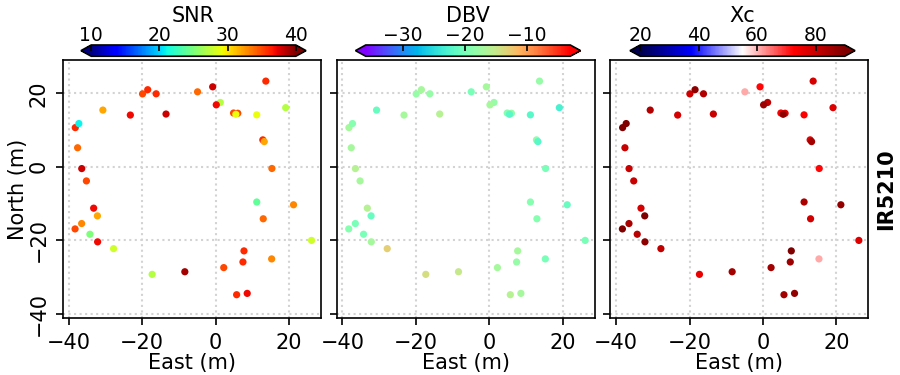 SNR DBV Xc
10 20 30 40 −30 −20 −10 20 40 60 80
20
0
−20
−40
North (m)
−40 −20 0 20 −40 −20 0 20 −40 −20 0 20
East (m) East (m) East (m)
IR5210